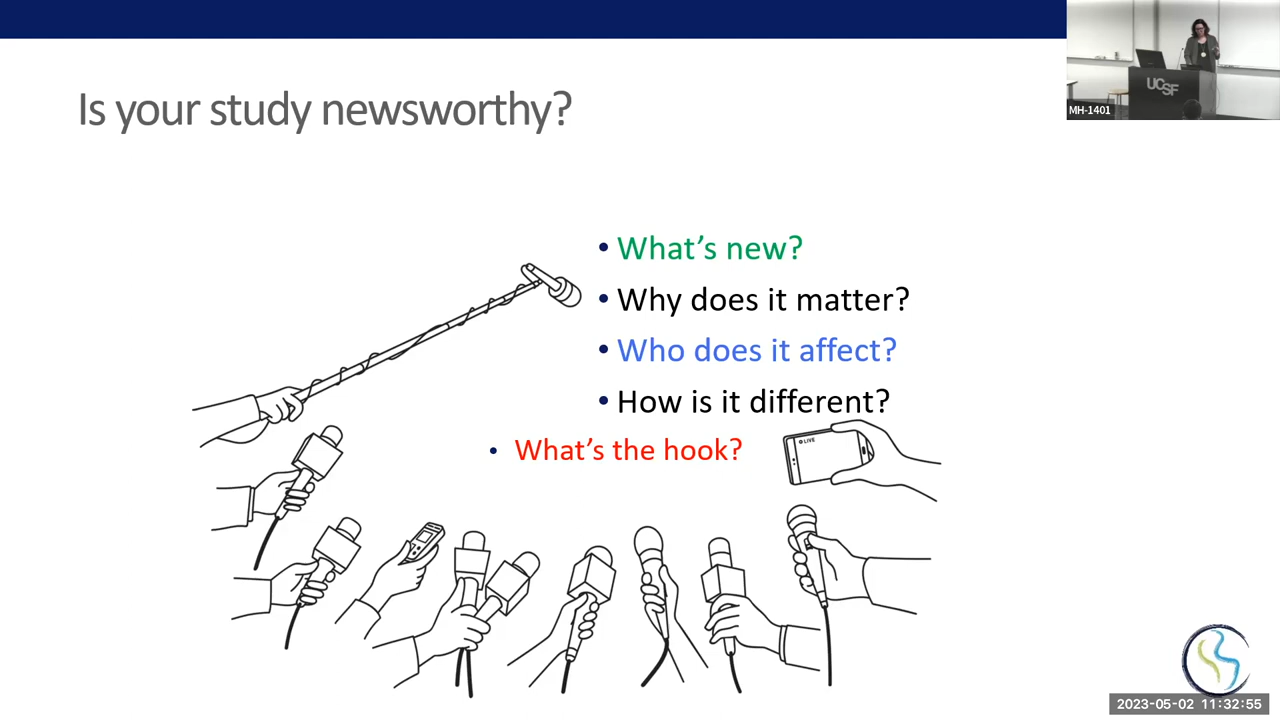 Is your study newsworthy?
UCSF
MH-1401
• What's new?
• Why does it matter?
• Who does it affect?
• How is it different?
• What's the hook?
LIVE
2023-05-02 11:32:55